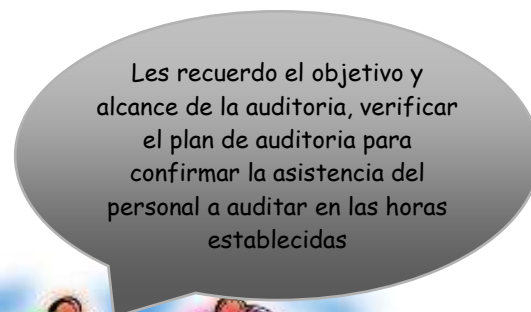 Les recuerdo el objetivo y
alcance de la auditoria, verificar
el plan de auditoria para
confirmar la asistencia del
personal a auditar en las horas
establecidas